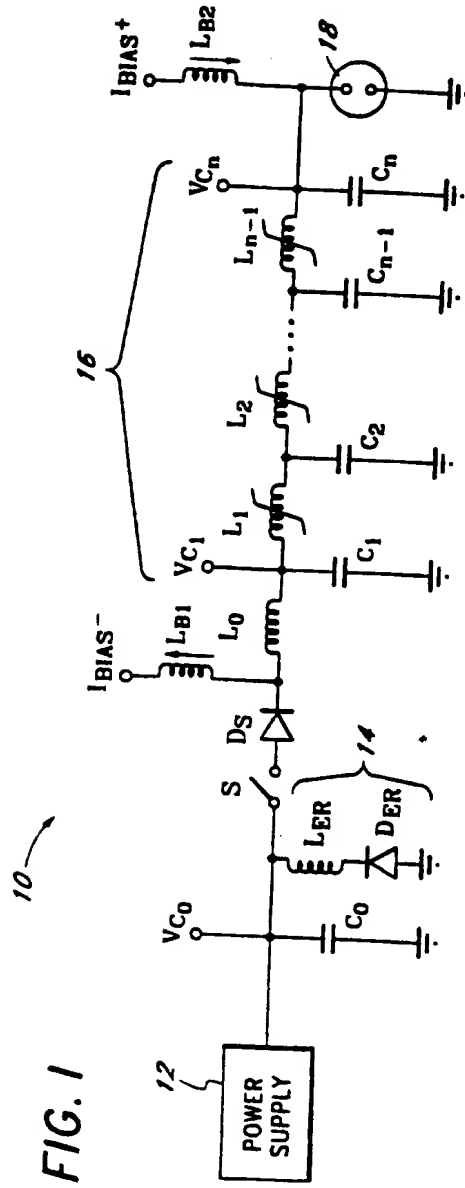 FIG. 1
10
12
POWER
SUPPLY
VC0
C0
LER
DER
14
S
DS
IBIAS-
LB1
L0
VC1
C1
L1
C2
L2
16
Cn-1
Ln-1
VCn
Cn
IBIAS+
LB2
18